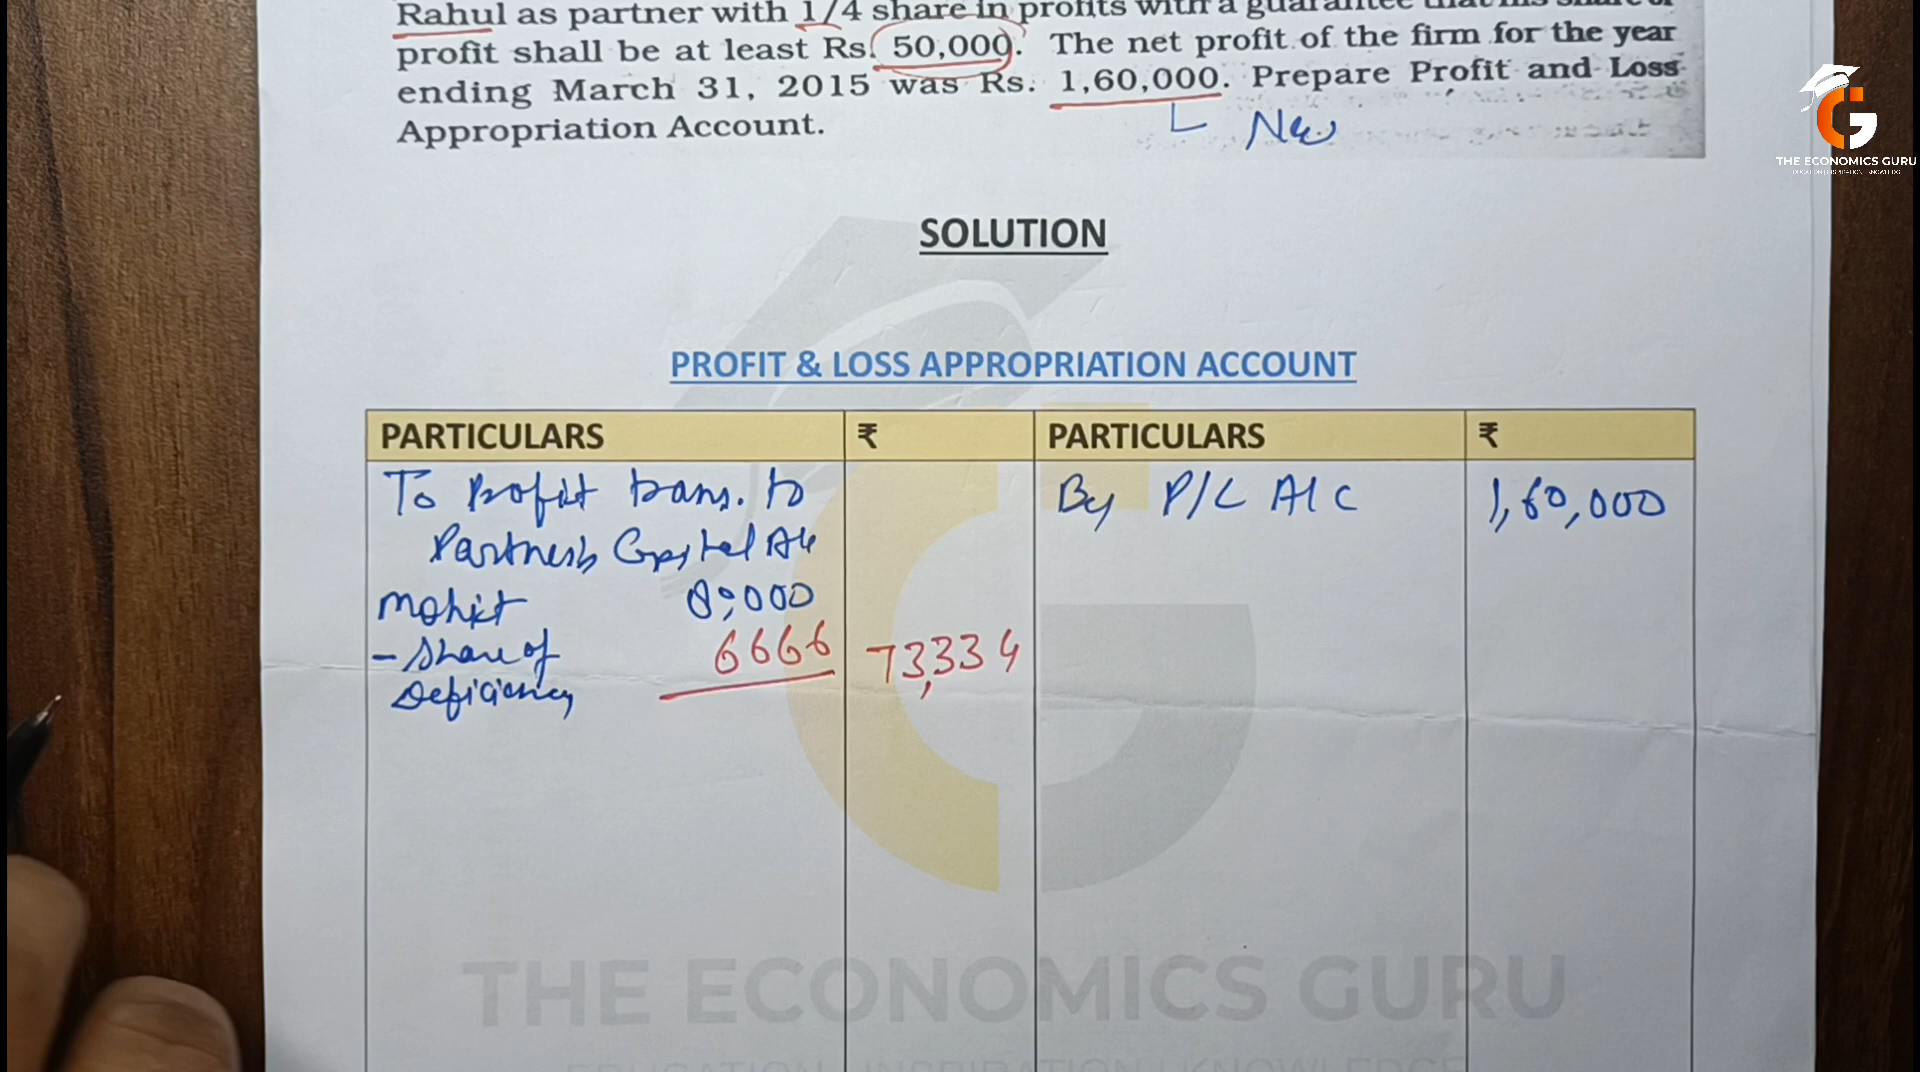 Rahul as partner with 1/4 share in profits with a guarantee that his share of
profit shall be at least Rs. 50,000. The net profit of the firm for the year
ending March 31, 2015 was Rs. 1,60,000. Prepare Profit and Loss
Appropriation Account.
THE ECONOMICS GURU
SOLUTION
PROFIT & LOSS APPROPRIATION ACCOUNT
PARTICULARS ₹ PARTICULARS ₹
To Profit trans. to By P/L A/C 1,60,000
Partners Capital A/c
Mohit 80,000
- Share of 6666 73,334
Deficiency
THE ECONOMICS GURU